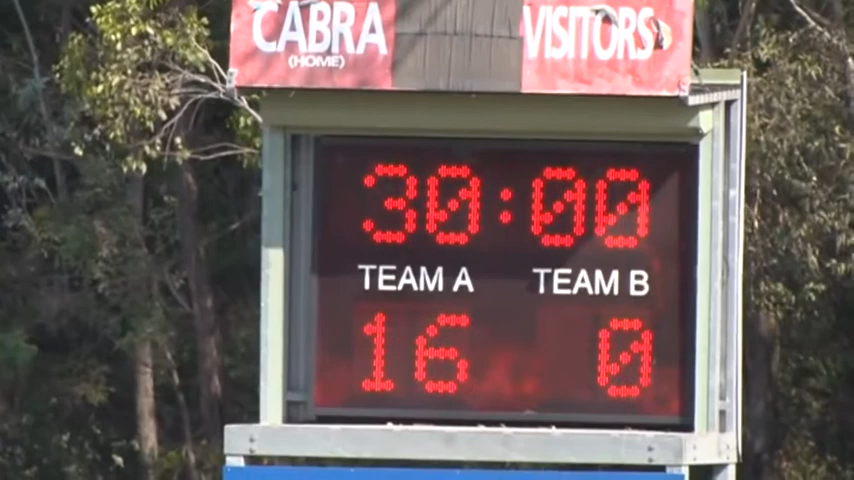 CABRA VISITORS
(HOME)
30:00
TEAM A TEAM B
16 0